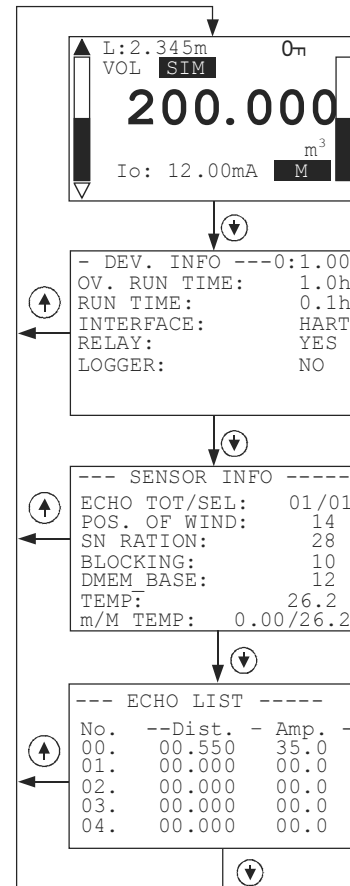 L:2.345m
VOL SIM
200.000
m³
Io: 12.00mA M
- DEV. INFO ---0:1.00
OV. RUN TIME: 1.0h
RUN TIME: 0.1h
INTERFACE: HART
RELAY: YES
LOGGER: NO
--- SENSOR INFO -----
ECHO TOT/SEL: 01/01
POS. OF WIND: 14
SN RATION: 28
BLOCKING: 10
DMEM_BASE: 12
TEMP: 26.2
m/M TEMP: 0.00/26.2
--- ECHO LIST -----
No. --Dist. - Amp. -
00. 00.550 35.0
01. 00.000 00.0
02. 00.000 00.0
03. 00.000 00.0
04. 00.000 00.0